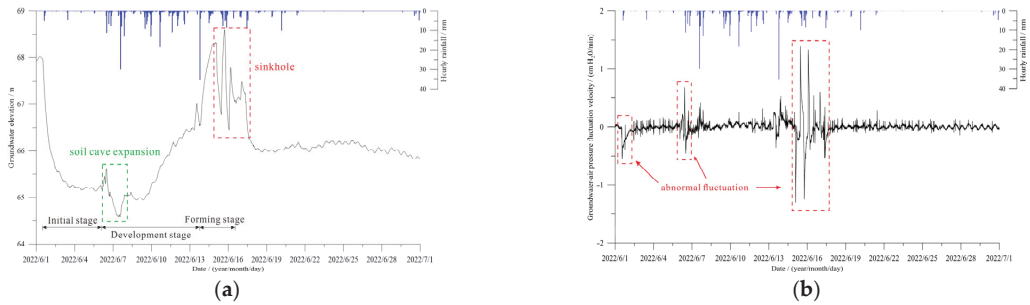 69
68
67
66
65
64
Groundwater elevation / m
0
10
20
30
40
Hourly rainfall / mm
sinkhole
soil cave expansion
Initial stage
Development stage
Forming stage
2022/6/1 2022/6/4 2022/6/7 2022/6/10 2022/6/13 2022/6/16 2022/6/19 2022/6/22 2022/6/25 2022/6/28 2022/7/1
Date / (year/month/day)
(a)
2
1
0
-1
-2
Groundwater-air pressure fluctuation velocity / (cm H2O/min)
0
10
20
30
40
Hourly rainfall / mm
abnormal fluctuation
2022/6/1 2022/6/4 2022/6/7 2022/6/10 2022/6/13 2022/6/16 2022/6/19 2022/6/22 2022/6/25 2022/6/28 2022/7/1
Date / (year/month/day)
(b)